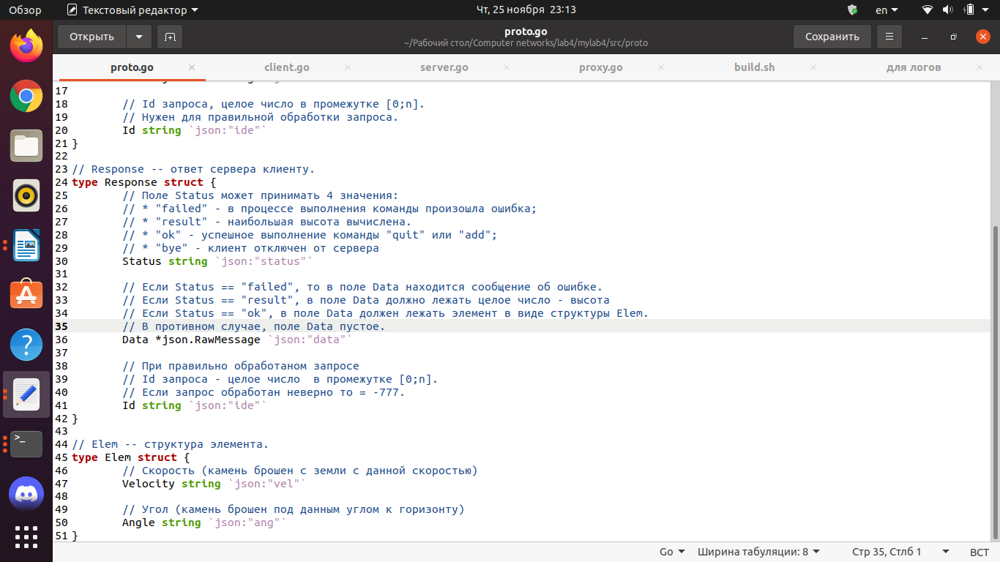 Обзор
Текстовый редактор
Чт, 25 ноября 23:13
en
Открыть
proto.go
~/Рабочий стол/Computer networks/lab4/mylab4/src/proto
Сохранить
proto.go
client.go
server.go
proxy.go
build.sh
для логов
17
18 // Id запроса, целое число в промежутке [0;n].
19 // Нужен для правильной обработки запроса.
20 Id string `json:"ide"`
21 }
22
23 // Response -- ответ сервера клиенту.
24 type Response struct {
25 // Поле Status может принимать 4 значения:
26 // * "failed" - в процессе выполнения команды произошла ошибка;
27 // * "result" - наибольшая высота вычислена.
28 // * "ok" - успешное выполнение команды "quit" или "add";
29 // * "bye" - клиент отключен от сервера
30 Status string `json:"status"`
31
32 // Если Status == "failed", то в поле Data находится сообщение об ошибке.
33 // Если Status == "result", в поле Data должно лежать целое число - высота
34 // Если Status == "ok", в поле Data должен лежать элемент в виде структуры Elem.
35 // В противном случае, поле Data пустое.
36 Data *json.RawMessage `json:"data"`
37
38 // При правильно обработаном запросе
39 // Id запроса - целое число  в промежутке [0;n].
40 // Если запрос обработан неверно то = -777.
41 Id string `json:"ide"`
42 }
43
44 // Elem -- структура элемента.
45 type Elem struct {
46 // Скорость (камень брошен с земли с данной скоростью)
47 Velocity string `json:"vel"`
48
49 // Угол (камень брошен под данным углом к горизонту)
50 Angle string `json:"ang"`
51 }
Go
Ширина табуляции: 8
Стр 35, Стлб 1
ВСТ